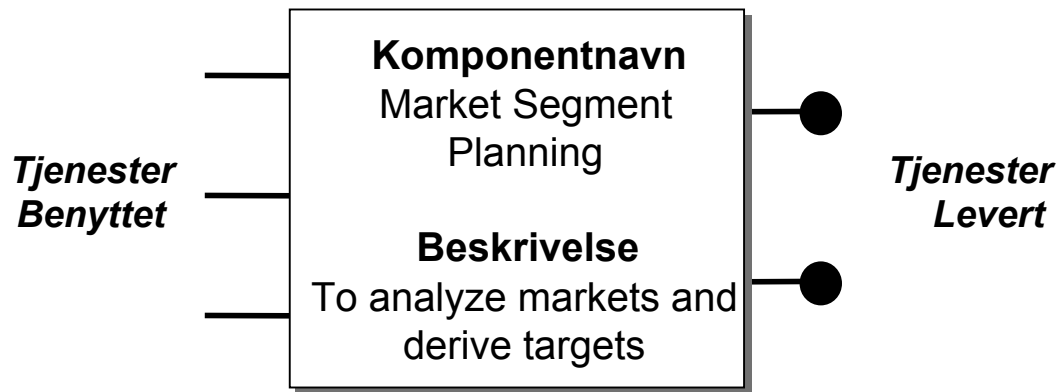 Komponentnavn
Market Segment
Planning
Tjenester
Benyttet
Tjenester
Levert
Beskrivelse
To analyze markets and
derive targets